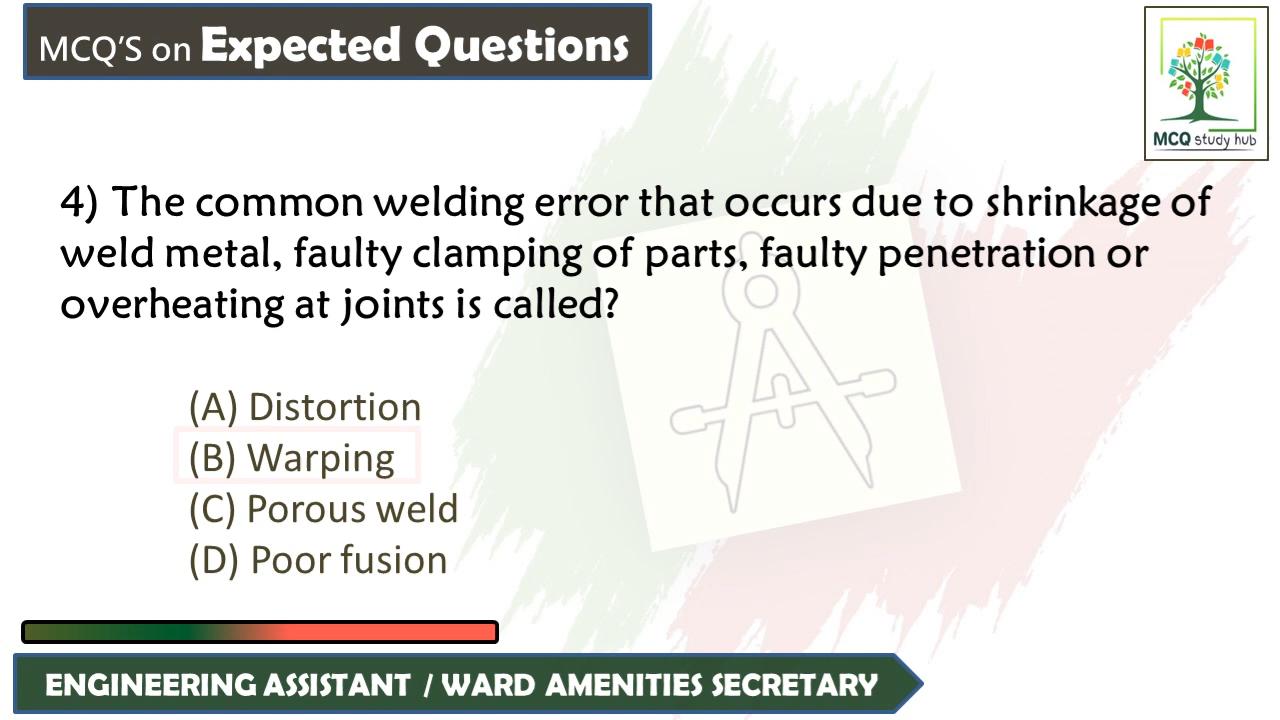 MCQ'S on Expected Questions
MCQ study hub
4) The common welding error that occurs due to shrinkage of
weld metal, faulty clamping of parts, faulty penetration or
overheating at joints is called?
(A) Distortion
(B) Warping
(C) Porous weld
(D) Poor fusion
ENGINEERING ASSISTANT / WARD AMENITIES SECRETARY